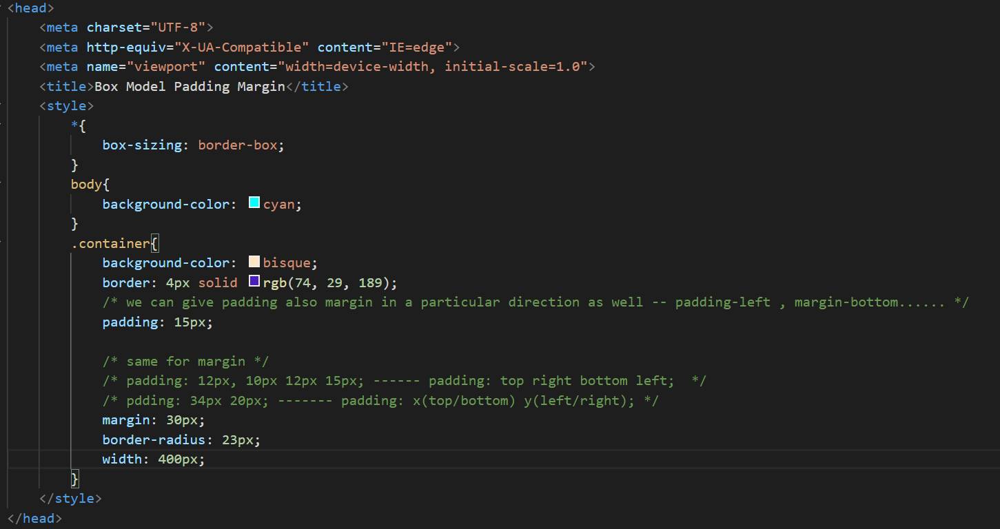 <head>
<meta charset="UTF-8">
<meta http-equiv="X-UA-Compatible" content="IE=edge">
<meta name="viewport" content="width=device-width, initial-scale=1.0">
<title>Box Model Padding Margin</title>
<style>
*{
box-sizing: border-box;
}
body{
background-color: cyan;
}
.container{
background-color: bisque;
border: 4px solid rgb(74, 29, 189);
/* we can give padding also margin in a particular direction as well -- padding-left , margin-bottom...... */
padding: 15px;
/* same for margin */
/* padding: 12px, 10px 12px 15px; ------ padding: top right bottom left;  */
/* pdding: 34px 20px; ------- padding: x(top/bottom) y(left/right); */
margin: 30px;
border-radius: 23px;
width: 400px;
}
</style>
</head>